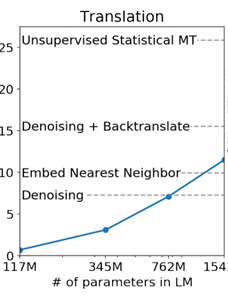 Translation
25
Unsupervised Statistical MT
20
15
Denoising + Backtranslate
10
Embed Nearest Neighbor
Denoising
5
0
117M 345M 762M 154
# of parameters in LM